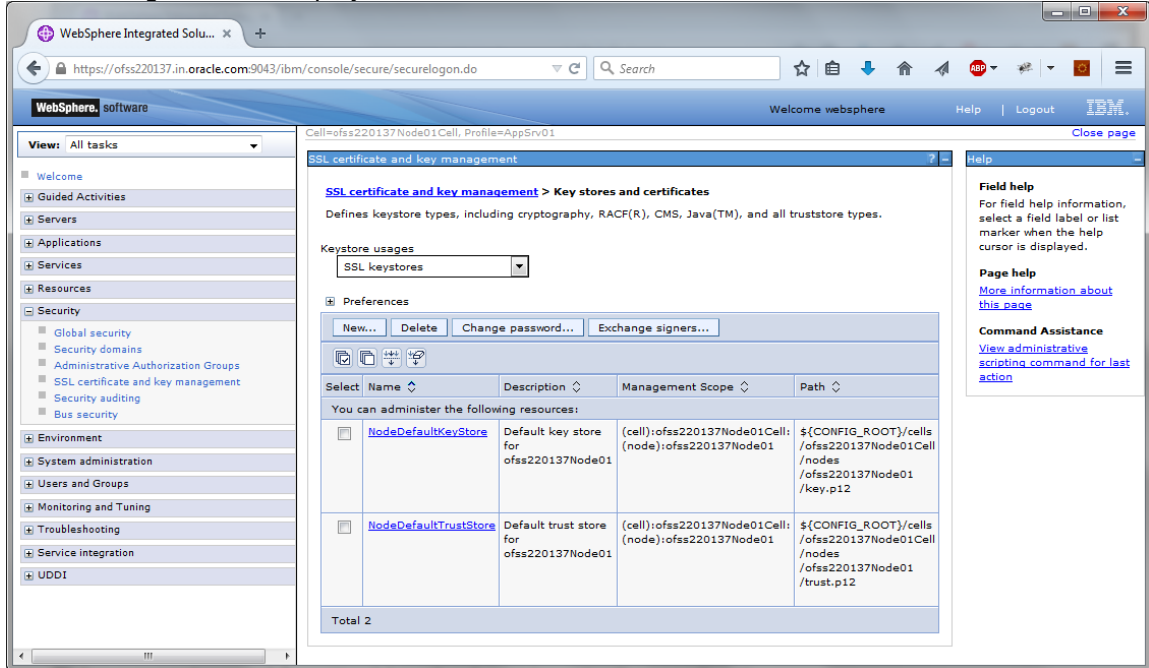 WebSphere Integrated Solu... × +
https://ofss220137.in.oracle.com:9043/ibm/console/secure/securelogon.do
Search
ABP
WebSphere. software
Welcome websphere
Help | Logout
IBM.
View: All tasks
Welcome
Guided Activities
Servers
Applications
Services
Resources
Security
Global security
Security domains
Administrative Authorization Groups
SSL certificate and key management
Security auditing
Bus security
Environment
System administration
Users and Groups
Monitoring and Tuning
Troubleshooting
Service integration
UDDI
Cell=ofss220137Node01Cell, Profile=AppSrv01
Close page
SSL certificate and key management ? -
SSL certificate and key management > Key stores and certificates
Defines keystore types, including cryptography, RACF(R), CMS, Java(TM), and all truststore types.
Keystore usages
SSL keystores
Preferences
New... Delete Change password... Exchange signers...
Select Name Description Management Scope Path
You can administer the following resources:
NodeDefaultKeyStore
Default key store
for
ofss220137Node01
(cell):ofss220137Node01Cell:
(node):ofss220137Node01
${CONFIG_ROOT}/cells
/ofss220137Node01Cell
/nodes
/ofss220137Node01
/key.p12
NodeDefaultTrustStore
Default trust store
for
ofss220137Node01
(cell):ofss220137Node01Cell:
(node):ofss220137Node01
${CONFIG_ROOT}/cells
/ofss220137Node01Cell
/nodes
/ofss220137Node01
/trust.p12
Total 2
Help -
Field help
For field help information,
select a field label or list
marker when the help
cursor is displayed.
Page help
More information about
this page
Command Assistance
View administrative
scripting command for last
action